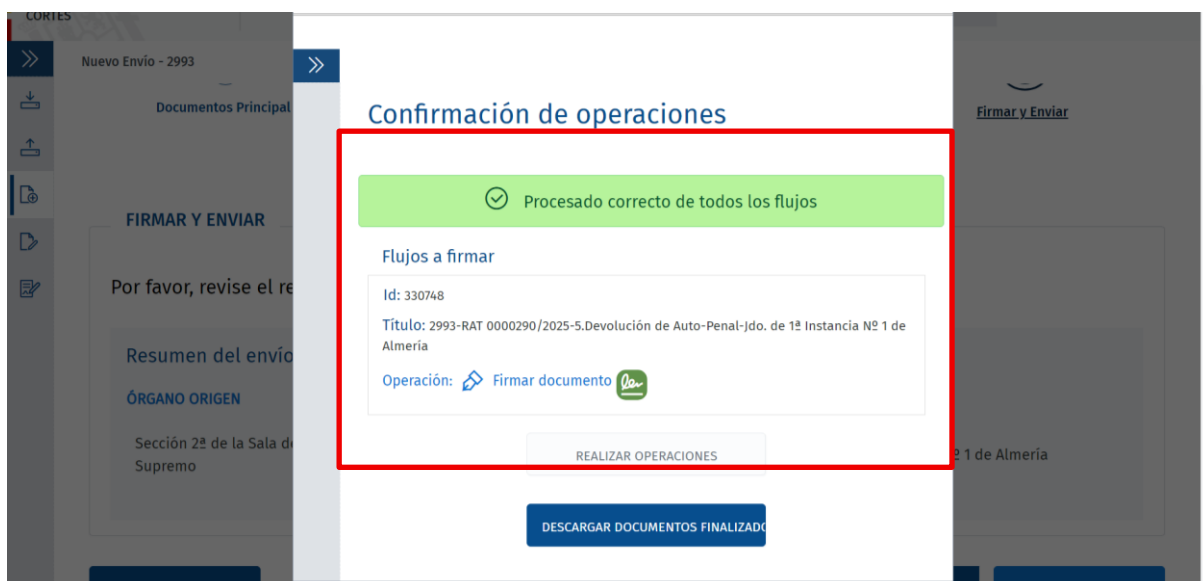 CORTES
Nuevo Envío - 2993
Documentos Principal
Firmar y Enviar
Confirmación de operaciones
Procesado correcto de todos los flujos
FIRMAR Y ENVIAR
Flujos a firmar
Por favor, revise el re
Id: 330748
Título: 2993-RAT 0000290/2025-5.Devolución de Auto-Penal-Jdo. de 1ª Instancia Nº 1 de
Almería
Resumen del envío
Operación: Firmar documento
ÓRGANO ORIGEN
Sección 2ª de la Sala de
Supremo
REALIZAR OPERACIONES
º 1 de Almería
DESCARGAR DOCUMENTOS FINALIZADO